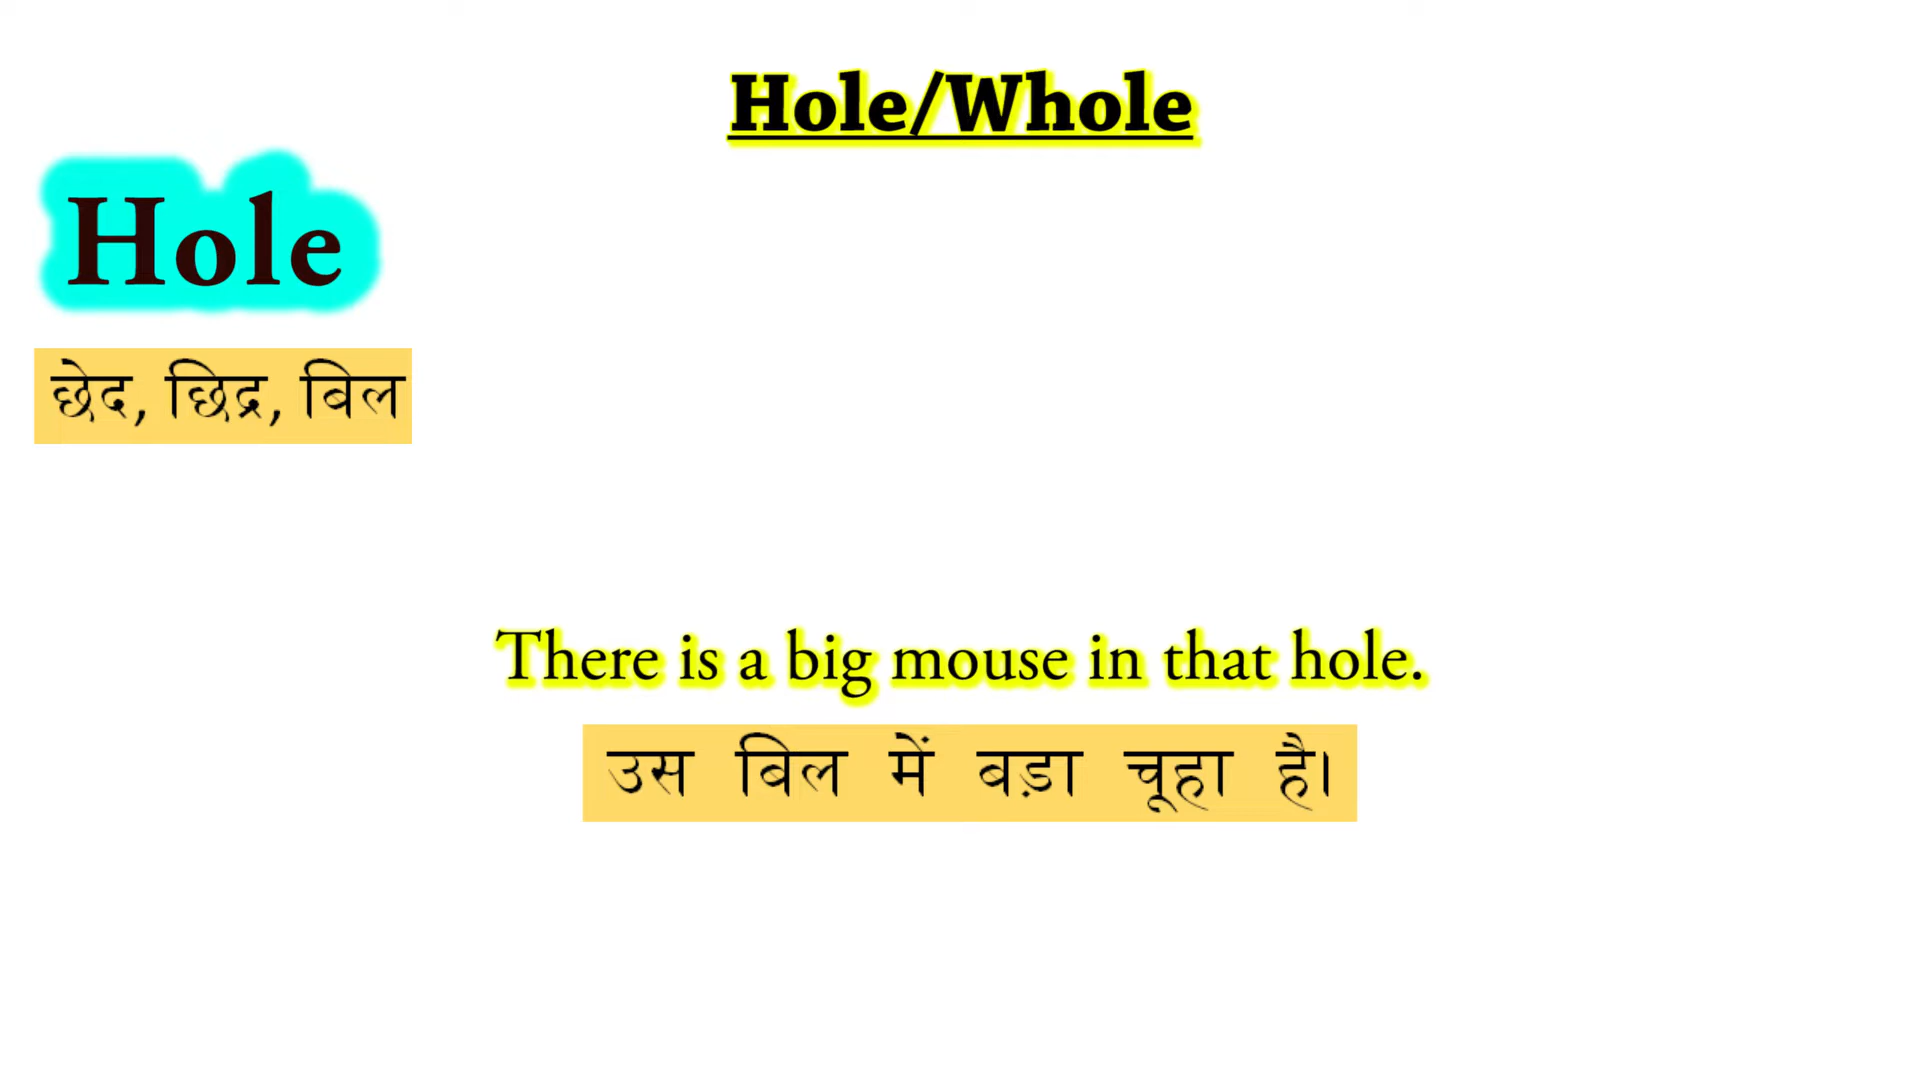 Hole/Whole
Hole
छेद, छिद्र, बिल
There is a big mouse in that hole.
उस बिल में बड़ा चूहा है।